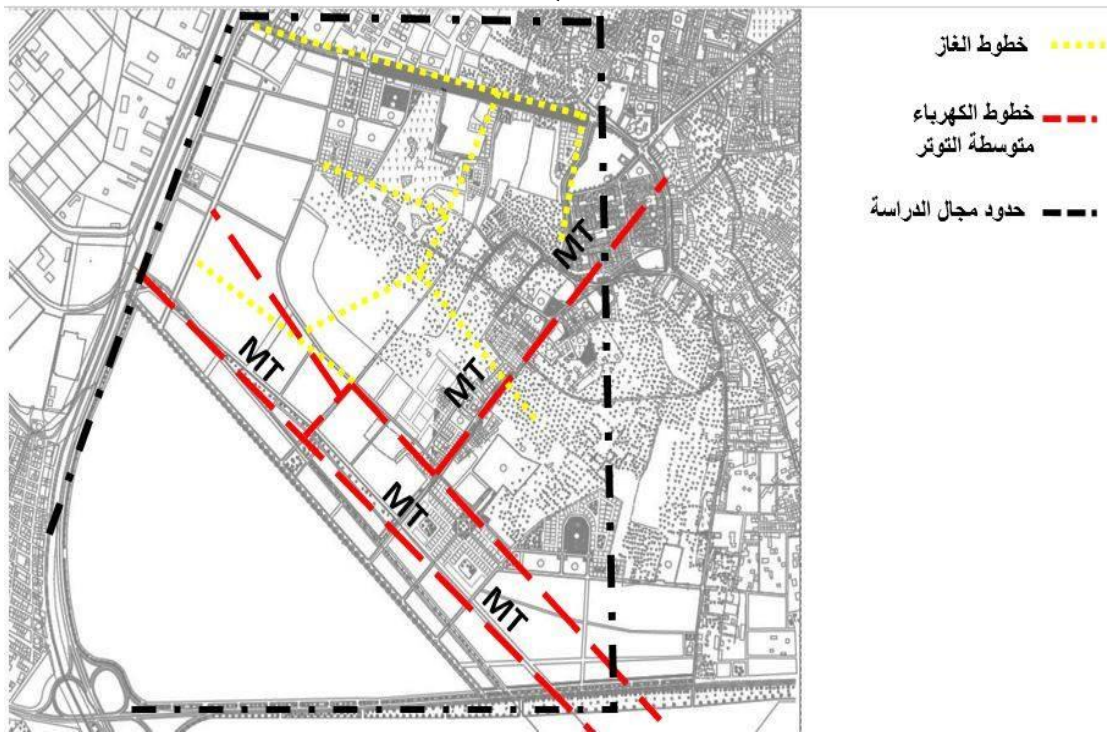 خطوط الغاز
خطوط الكهرباء
متوسطة التوتر
حدود مجال الدراسة
MT
MT
MT
MT
MT